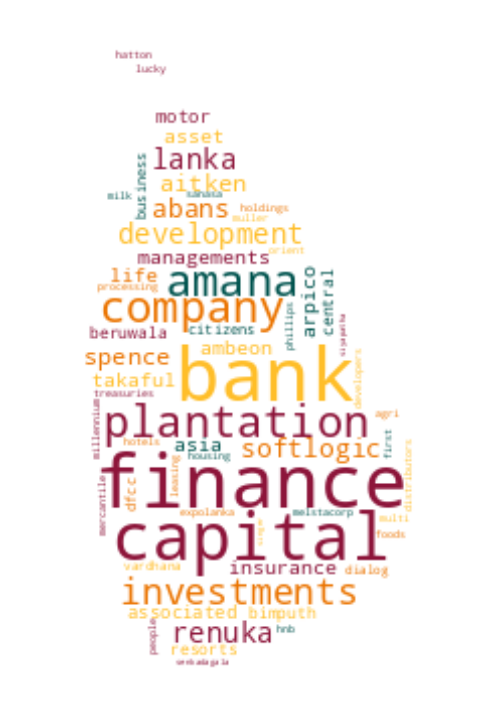 hatton
lucky
motor
asset
lanka
business
aitken
milk
sanasa
abans
holdings
muller
development
orient
managements
life
processing
amana
arpico
central
company
phillips
citizens
beruwala
siyapatha
ambeon
spence
bank
developers
takaful
treasuries
millennium
plantation
agri
hotels
asia
softlogic
first
housing
finance
leasing
distributors
mercantile
dfcc
expolanka
melstacorp
multi
capital
singer
foods
vardhana
insurance
dialog
investments
associated
bimputh
people
renuka
hnb
resorts
senkadagala